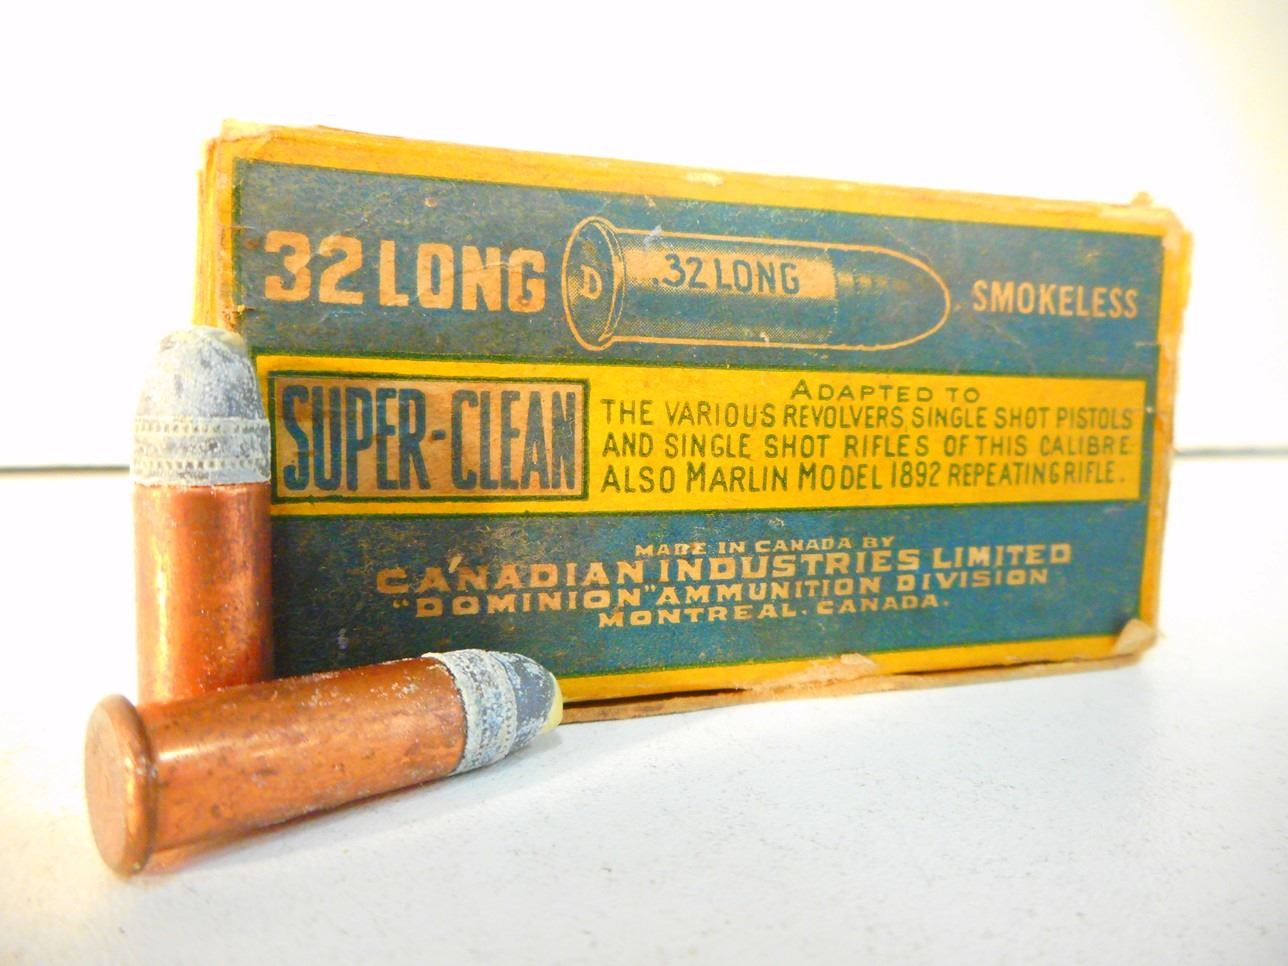 32 LONG
D
.32 LONG
SMOKELESS
SUPER-CLEAN
ADAPTED TO
THE VARIOUS REVOLVERS, SINGLE SHOT PISTOLS
AND SINGLE SHOT RIFLES OF THIS CALIBRE-
ALSO MARLIN MODEL 1892 REPEATING RIFLE.
MADE IN CANADA BY
CANADIAN INDUSTRIES LIMITED
"DOMINION" AMMUNITION DIVISION
MONTREAL. CANADA.